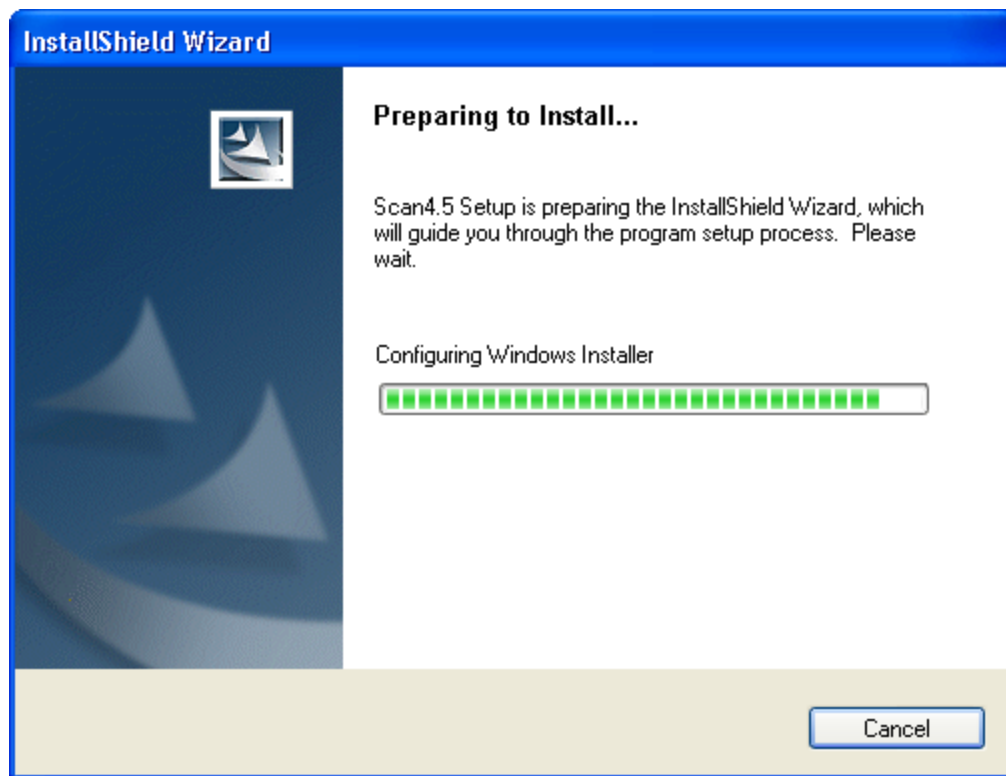 InstallShield Wizard
Preparing to Install...
Scan4.5 Setup is preparing the InstallShield Wizard, which
will guide you through the program setup process.  Please
wait.
Configuring Windows Installer
Cancel